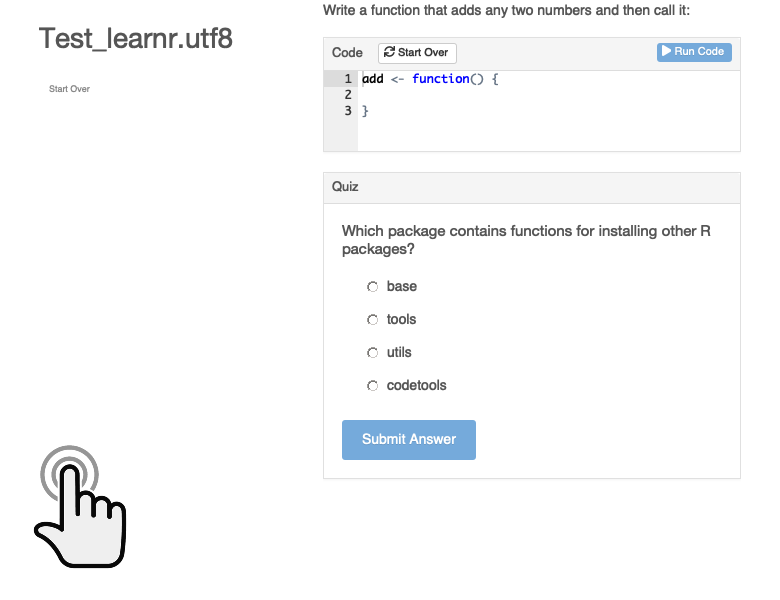 Test_learnr.utf8
Start Over
Write a function that adds any two numbers and then call it:
Code Start Over Run Code
1 add <- function() {
2
3 }
Quiz
Which package contains functions for installing other R
packages?
base
tools
utils
codetools
Submit Answer